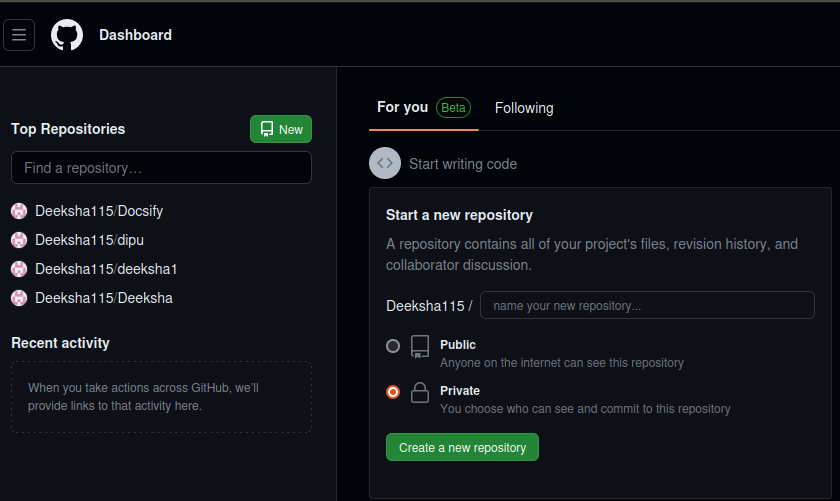 Dashboard
Top Repositories
New
Find a repository...
Deeksha115/Docsify
Deeksha115/dipu
Deeksha115/deeksha1
Deeksha115/Deeksha
Recent activity
When you take actions across GitHub, we'll
provide links to that activity here.
For you Beta Following
Start writing code
Start a new repository
A repository contains all of your project's files, revision history, and
collaborator discussion.
Deeksha115 / name your new repository...
Public
Anyone on the internet can see this repository
Private
You choose who can see and commit to this repository
Create a new repository